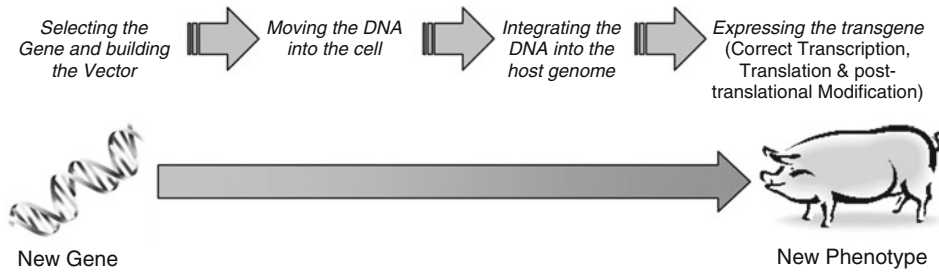 Selecting the
Gene and building
the Vector
Moving the DNA
into the cell
Integrating the
DNA into the
host genome
Expressing the transgene
(Correct Transcription,
Translation & post-
translational Modification)
New Gene
New Phenotype